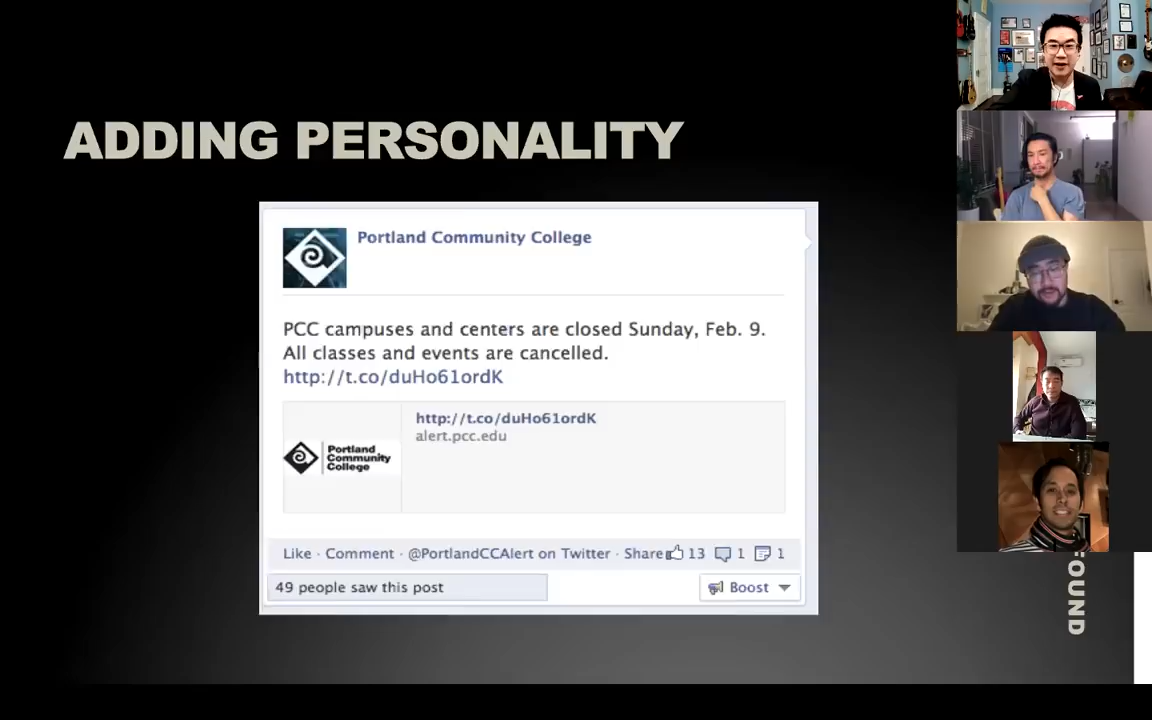 ADDING PERSONALITY
Portland Community College
PCC campuses and centers are closed Sunday, Feb. 9.
All classes and events are cancelled.
http://t.co/duHo61ordK
http://t.co/duHo61ordK
alert.pcc.edu
Portland
Community
College
Like · Comment · @PortlandCCAlert on Twitter · Share 13 1 1
49 people saw this post
Boost
OUND